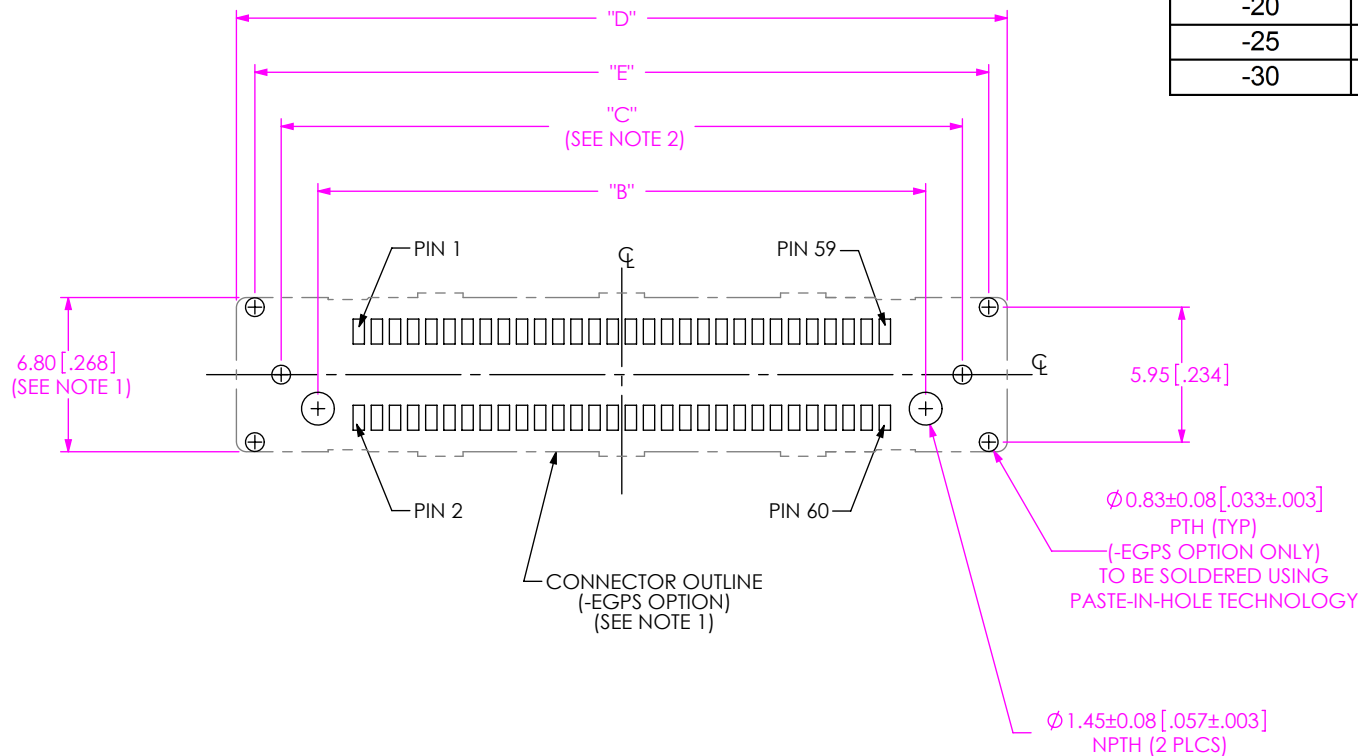 "D"
-20
-25
-30
"E"
"C"
(SEE NOTE 2)
"B"
PIN 1
PIN 59
℄
℄
6.80 [.268]
(SEE NOTE 1)
5.95 [.234]
PIN 2
PIN 60
Ø 0.83±0.08 [.033±.003]
PTH (TYP)
(-EGPS OPTION ONLY)
TO BE SOLDERED USING
PASTE-IN-HOLE TECHNOLOGY
CONNECTOR OUTLINE
(-EGPS OPTION)
(SEE NOTE 1)
Ø 1.45±0.08 [.057±.003]
NPTH (2 PLCS)